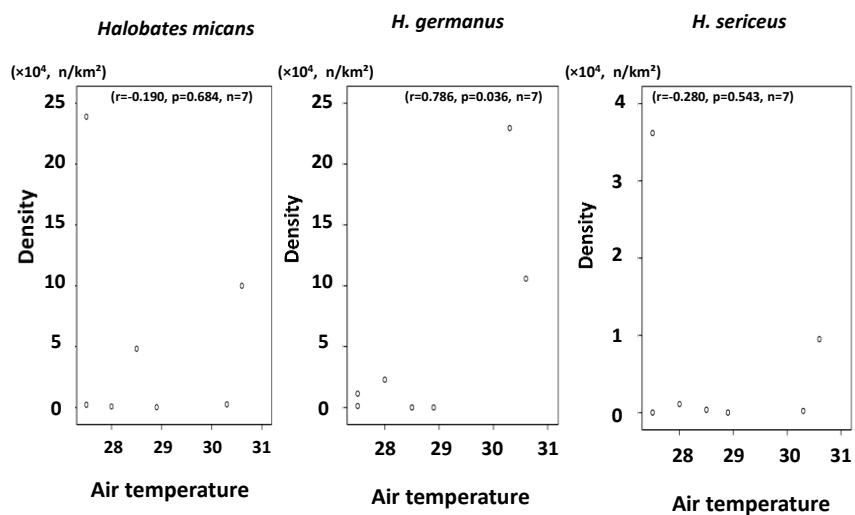 Halobates micans
H. germanus
H. sericeus
(×10⁴, n/km²)
(×10⁴, n/km²)
(×10⁴, n/km²)
(r=-0.190, p=0.684, n=7)
(r=0.786, p=0.036, n=7)
(r=-0.280, p=0.543, n=7)
25
20
15
10
5
0
Density
28 29 30 31
Air temperature
25
20
15
10
5
0
Density
28 29 30 31
Air temperature
4
3
2
1
0
Density
28 29 30 31
Air temperature